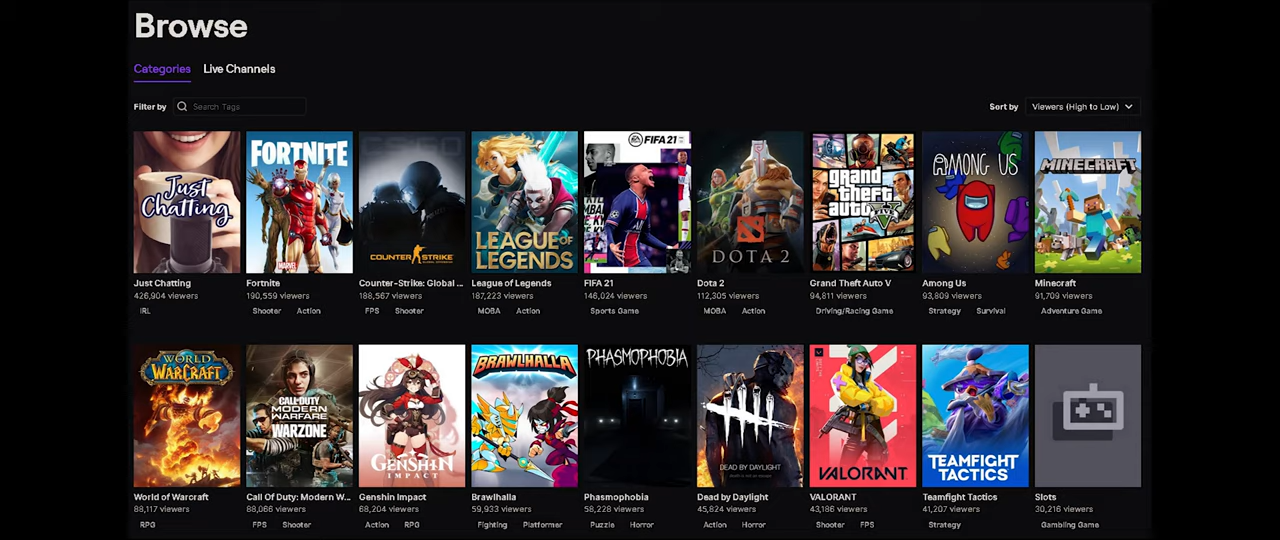 Browse
Categories Live Channels
Filter by Search Tags Sort by Viewers (High to Low)
Just Chatting
FORTNITE
MARVEL
COUNTER STRIKE
LEAGUE OF LEGENDS
EA SPORTS FIFA 21
DOTA 2
grand theft auto V
AMONG US
MINECRAFT
Just Chatting Fortnite Counter-Strike: Global ... League of Legends FIFA 21 Dota 2 Grand Theft Auto V Among Us Minecraft
426,904 viewers 190,559 viewers 188,567 viewers 187,223 viewers 146,024 viewers 112,305 viewers 94,811 viewers 93,809 viewers 91,709 viewers
IRL Shooter Action FPS Shooter MOBA Action Sports Game MOBA Action Driving/Racing Game Strategy Survival Adventure Game
WORLD OF WARCRAFT
CALL OF DUTY
MODERN WARFARE
WARZONE
GENSHIN IMPACT
BRAWLHALLA
PHASMOPHOBIA
DEAD BY DAYLIGHT
VALORANT
TEAMFIGHT TACTICS
World of Warcraft Call Of Duty: Modern W... Genshin Impact Brawlhalla Phasmophobia Dead by Daylight VALORANT Teamfight Tactics Slots
88,117 viewers 88,066 viewers 68,204 viewers 59,933 viewers 58,228 viewers 45,824 viewers 43,186 viewers 41,207 viewers 30,216 viewers
RPG FPS Shooter Action RPG Fighting Platformer Puzzle Horror Action Horror Shooter FPS Strategy Gambling Game